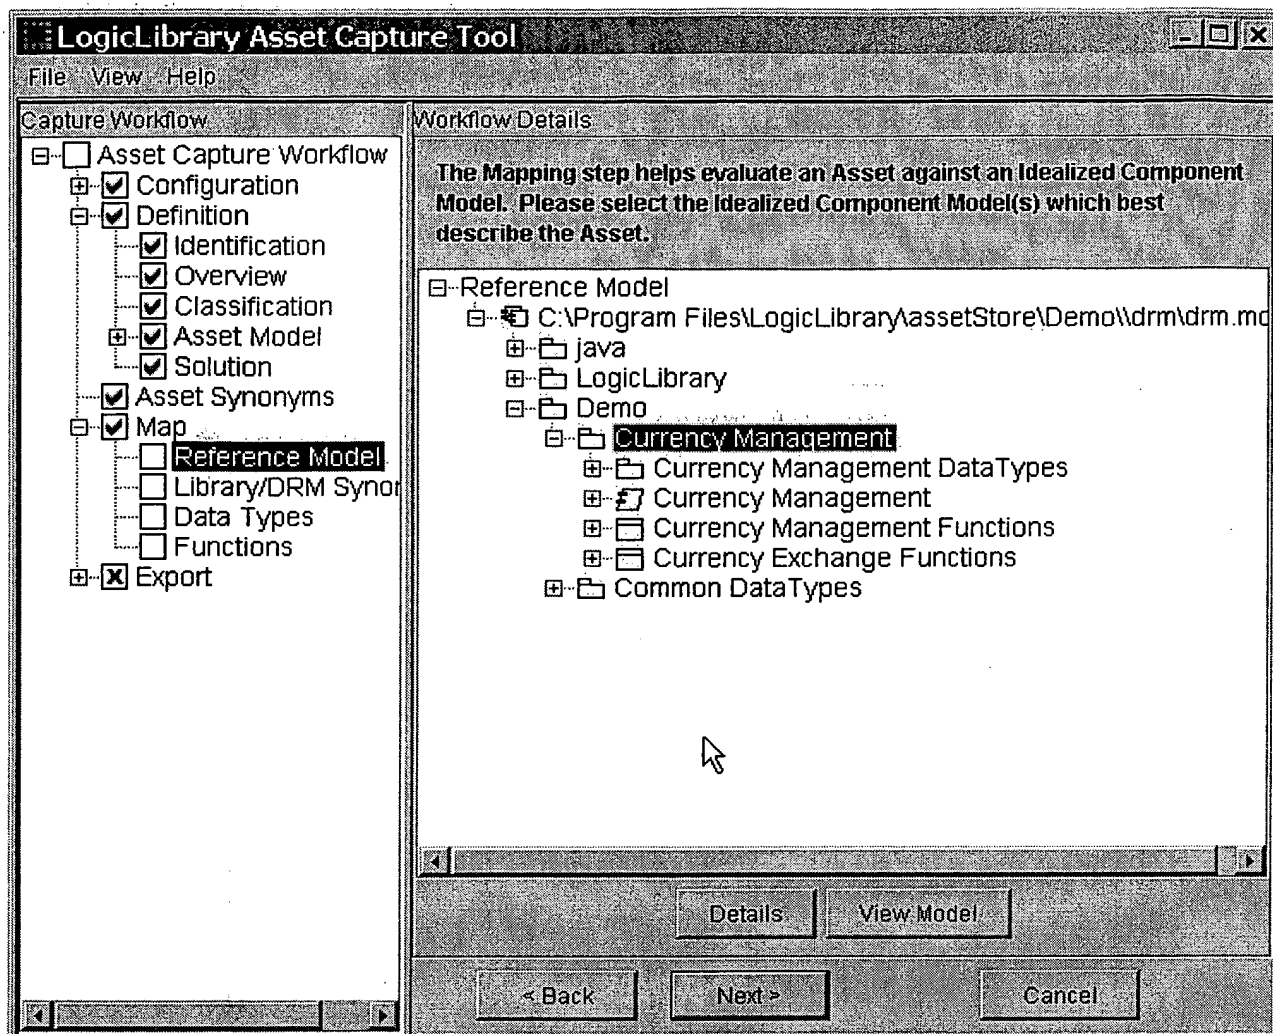 LogicLibrary Asset Capture Tool
File View Help
Capture Workflow
Asset Capture Workflow
Configuration
Definition
Identification
Overview
Classification
Asset Model
Solution
Asset Synonyms
Map
Reference Model
Library/DRM Synor
Data Types
Functions
Export
Workflow Details
The Mapping step helps evaluate an Asset against an Idealized Component
Model. Please select the Idealized Component Model(s) which best
describe the Asset.
Reference Model
C:\Program Files\LogicLibrary\assetStore\Demo\\drm\drm.mo
java
LogicLibrary
Demo
Currency Management
Currency Management DataTypes
Currency Management
Currency Management Functions
Currency Exchange Functions
Common DataTypes
Details View Model
< Back Next > Cancel